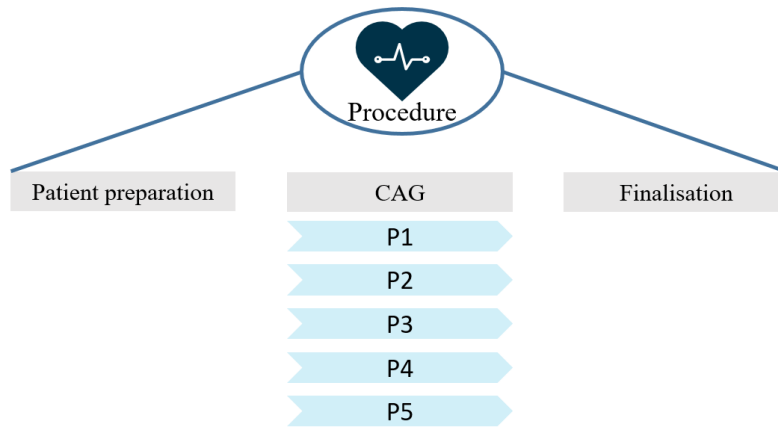 Procedure
Patient preparation
CAG
Finalisation
P1
P2
P3
P4
P5